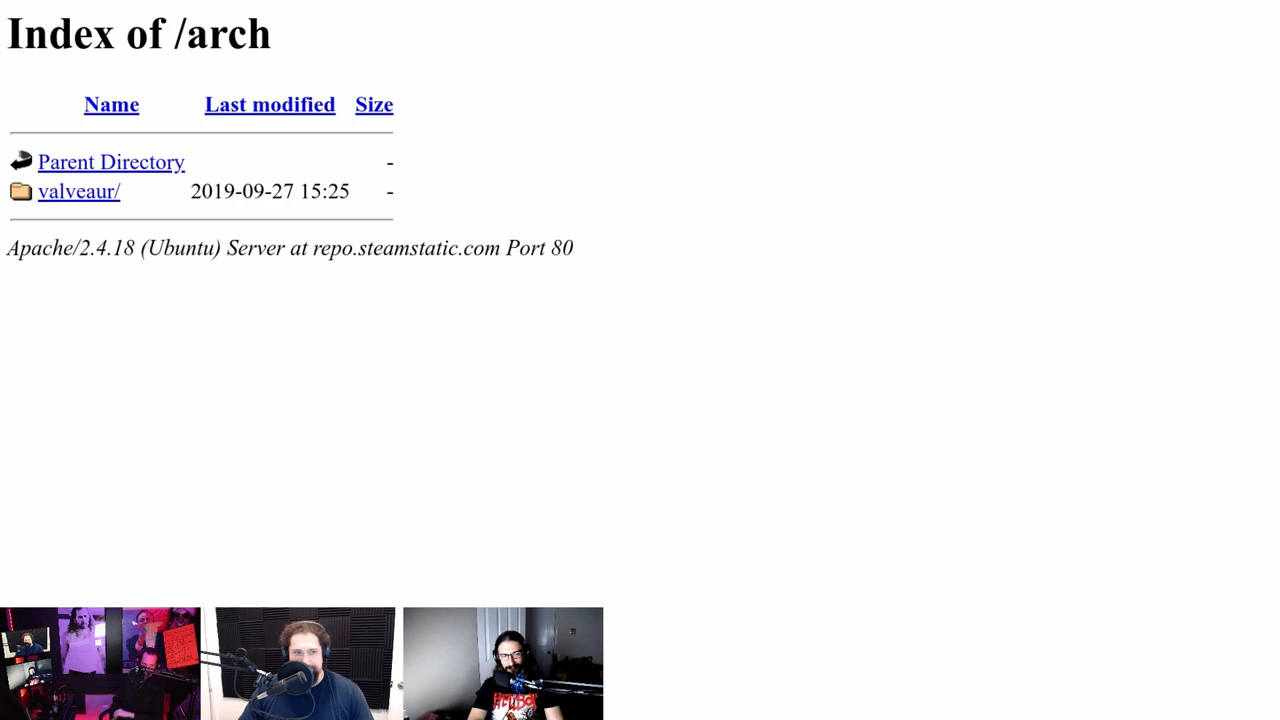 Index of /arch
Name Last modified Size
Parent Directory -
valveaur/ 2019-09-27 15:25 -
Apache/2.4.18 (Ubuntu) Server at repo.steamstatic.com Port 80
HELLBOY